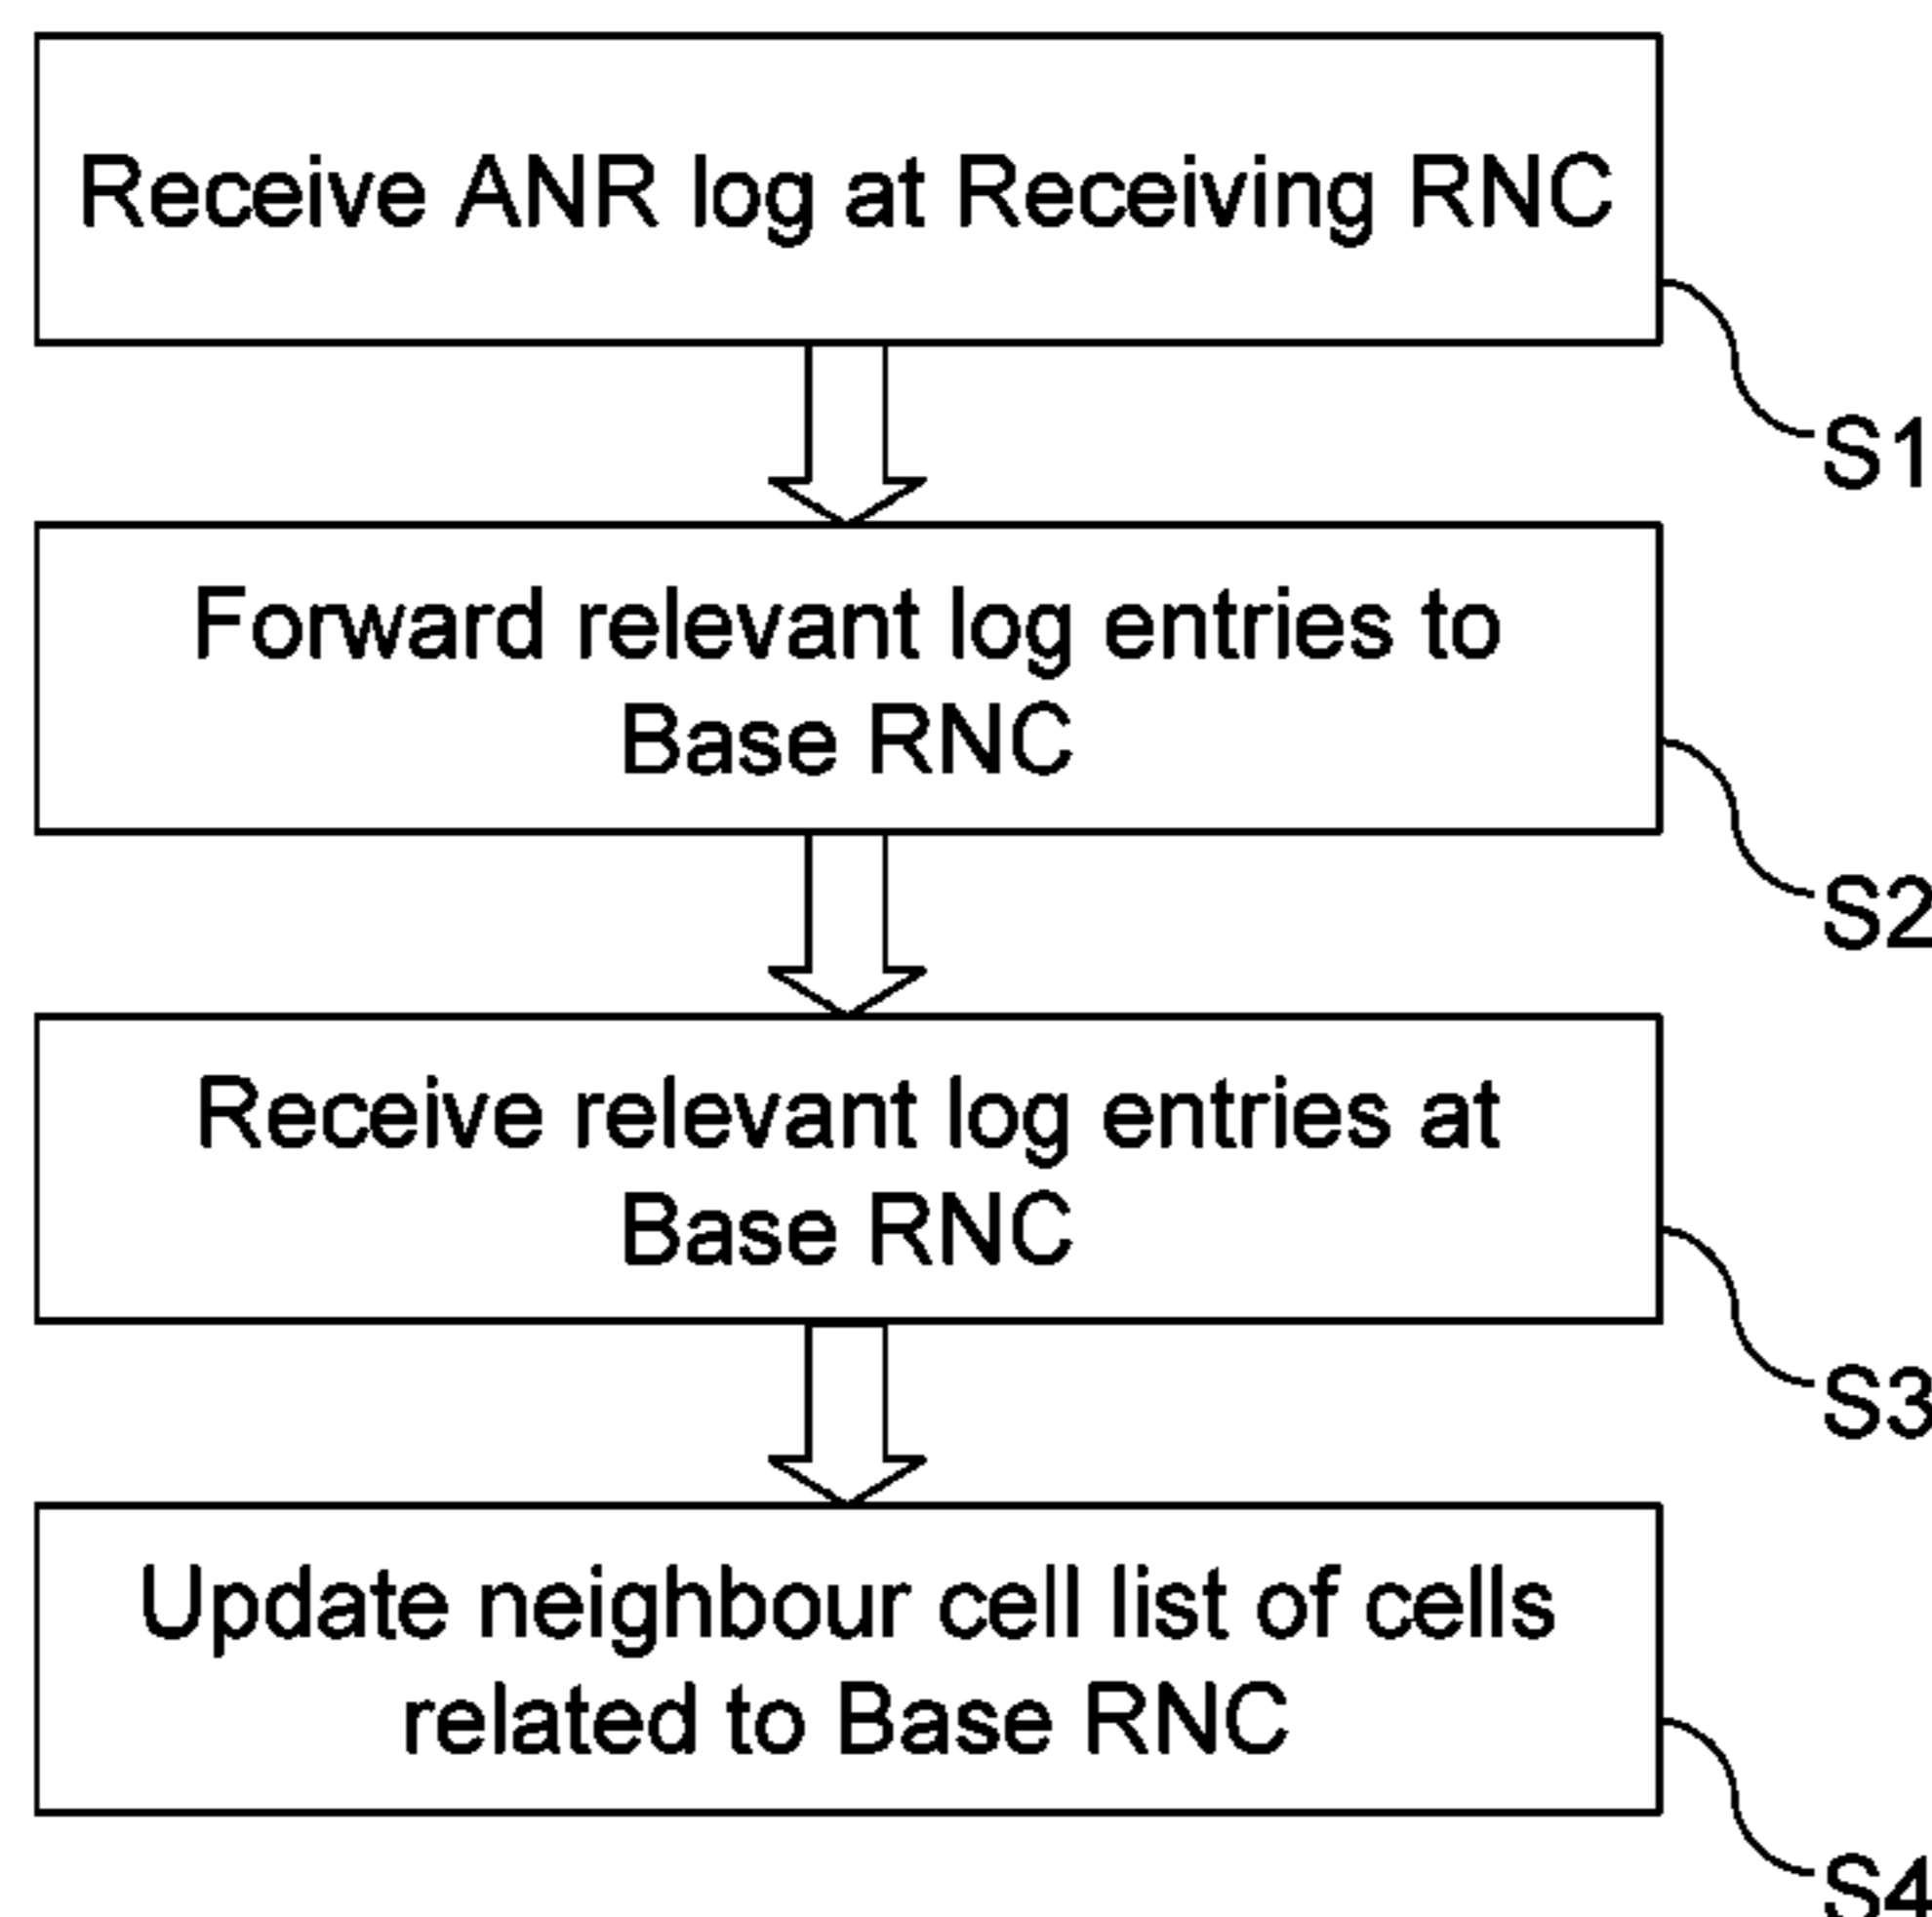 Receive ANR log at Receiving RNC
S1
Forward relevant log entries to
Base RNC
S2
Receive relevant log entries at
Base RNC
S3
Update neighbour cell list of cells
related to Base RNC
S4